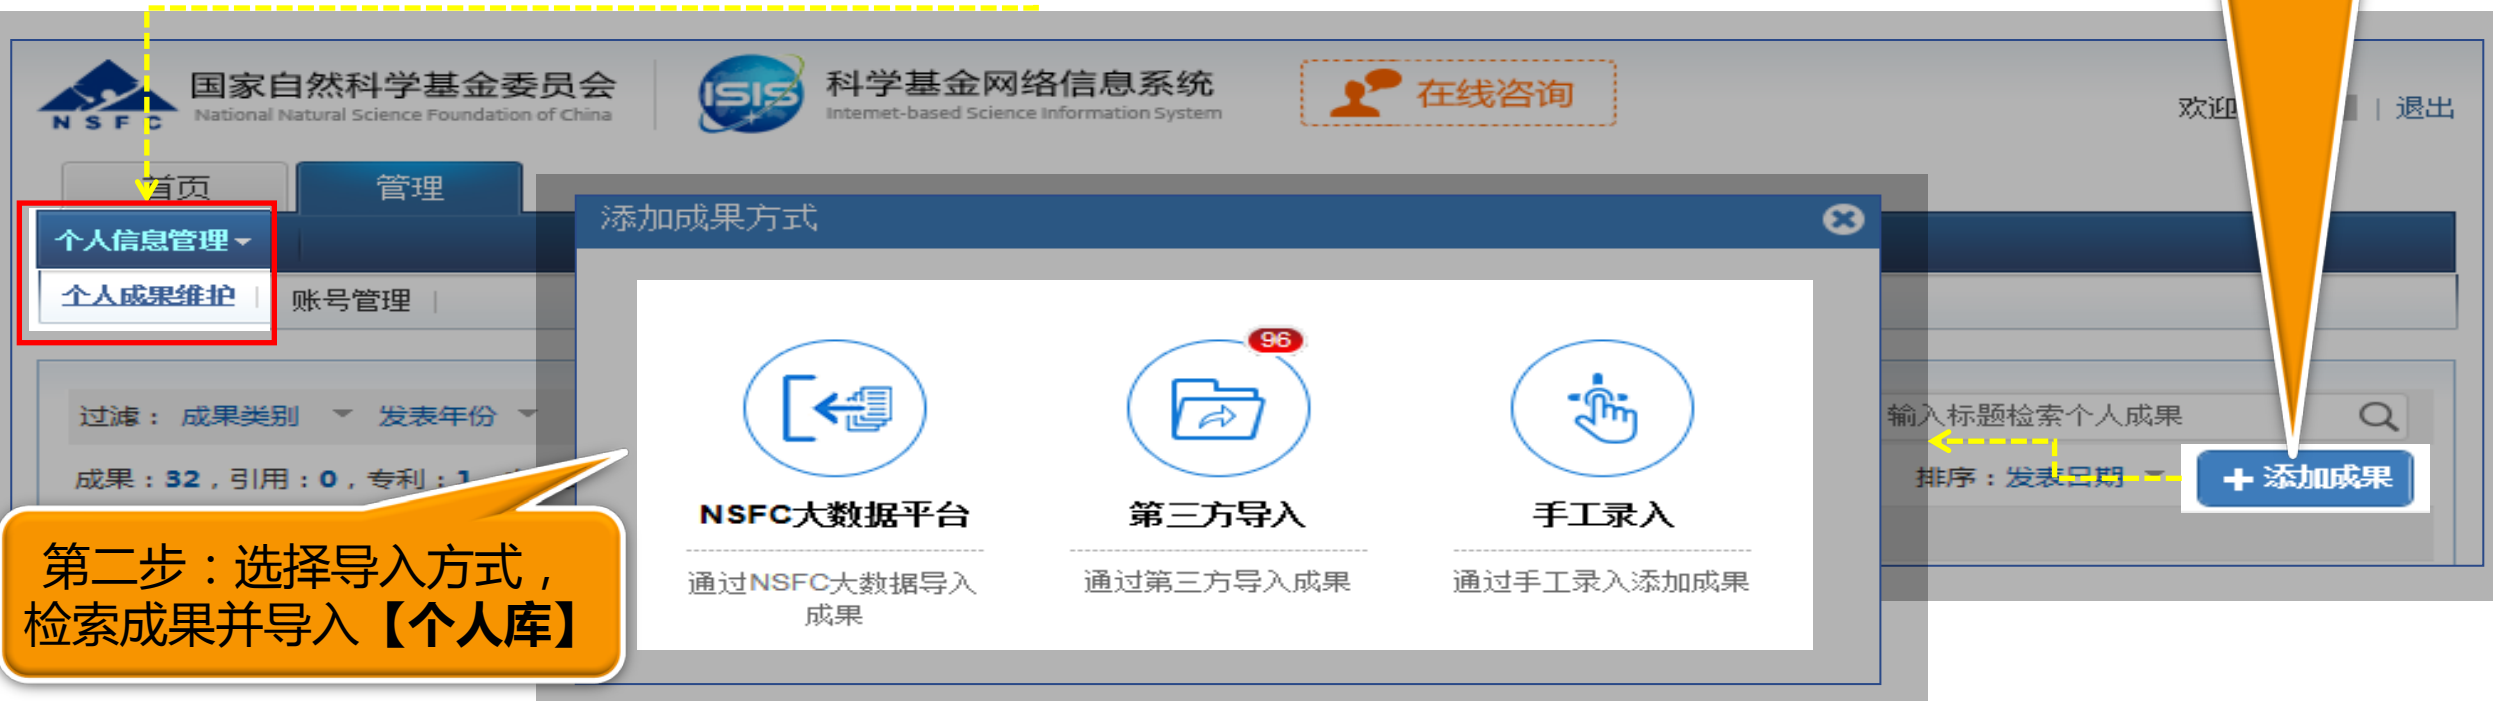 国家自然科学基金委员会
National Natural Science Foundation of China
NSFC
ISIS
科学基金网络信息系统
Internet-based Science Information System
在线咨询
欢迎
退出
首页
管理
个人信息管理
个人成果维护
账号管理
添加成果方式
96
NSFC大数据平台
第三方导入
手工录入
通过NSFC大数据导入
成果
通过第三方导入成果
通过手工录入添加成果
过滤：成果类别 发表年份
输入标题检索个人成果
成果：32，引用：0，专利：1
排序：发表日期
添加成果
第二步：选择导入方式，
检索成果并导入【个人库】